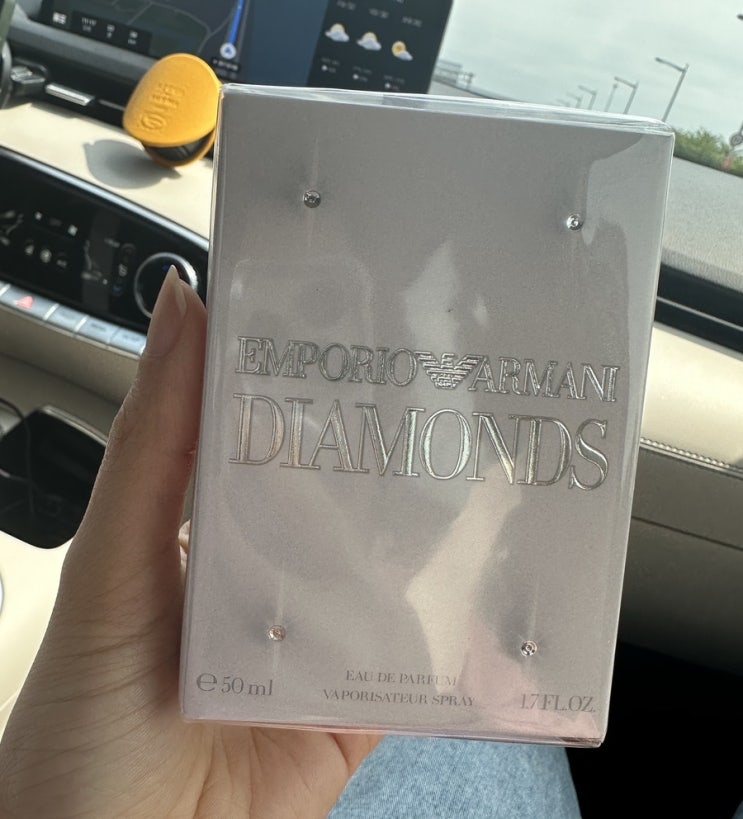 EMPORIO ARMANI
DIAMONDS
EAU DE PARFUM
VAPORISATEUR SPRAY
e 50 ml
1.7 FL.OZ.